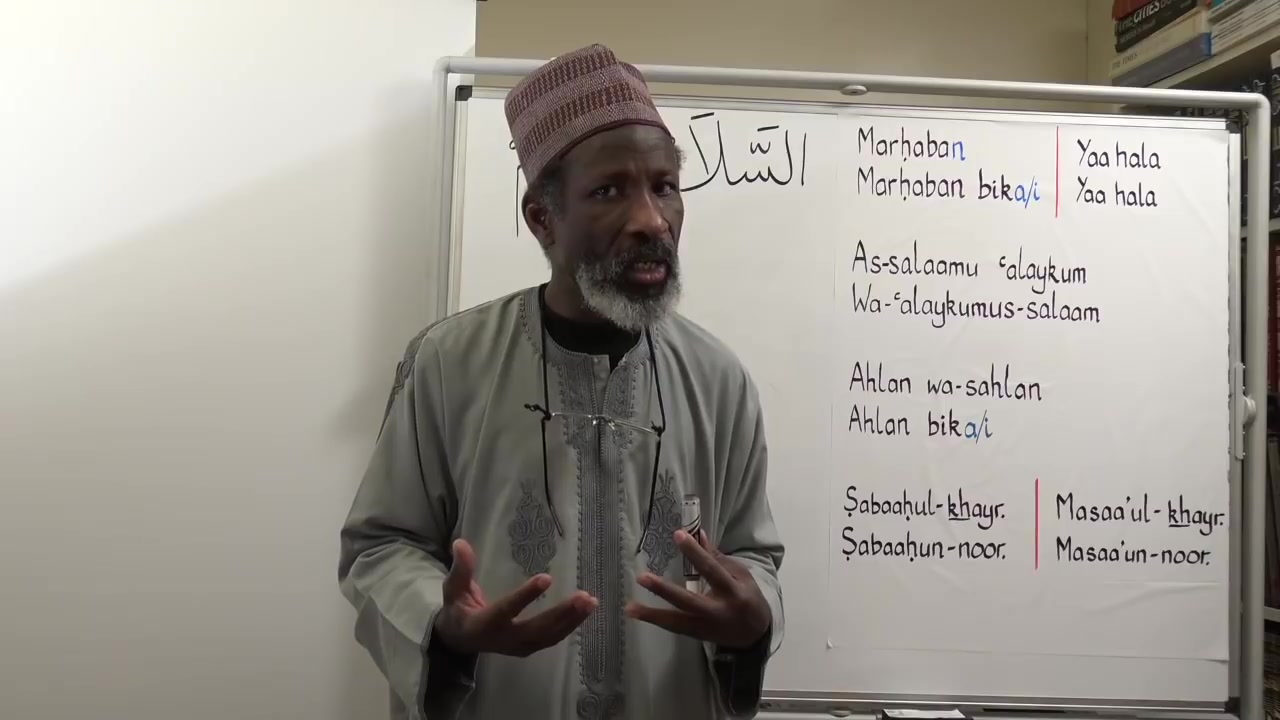 السَّلاَ
Marḥaban
Marḥaban bika/i
Yaa hala
Yaa hala
As-salaamu ʿalaykum
Wa-ʿalaykumus-salaam
Ahlan wa-sahlan
Ahlan bika/i
Ṣabaaḥul-khayr.
Ṣabaaḥun-noor.
Masaa'ul-khayr.
Masaa'un-noor.